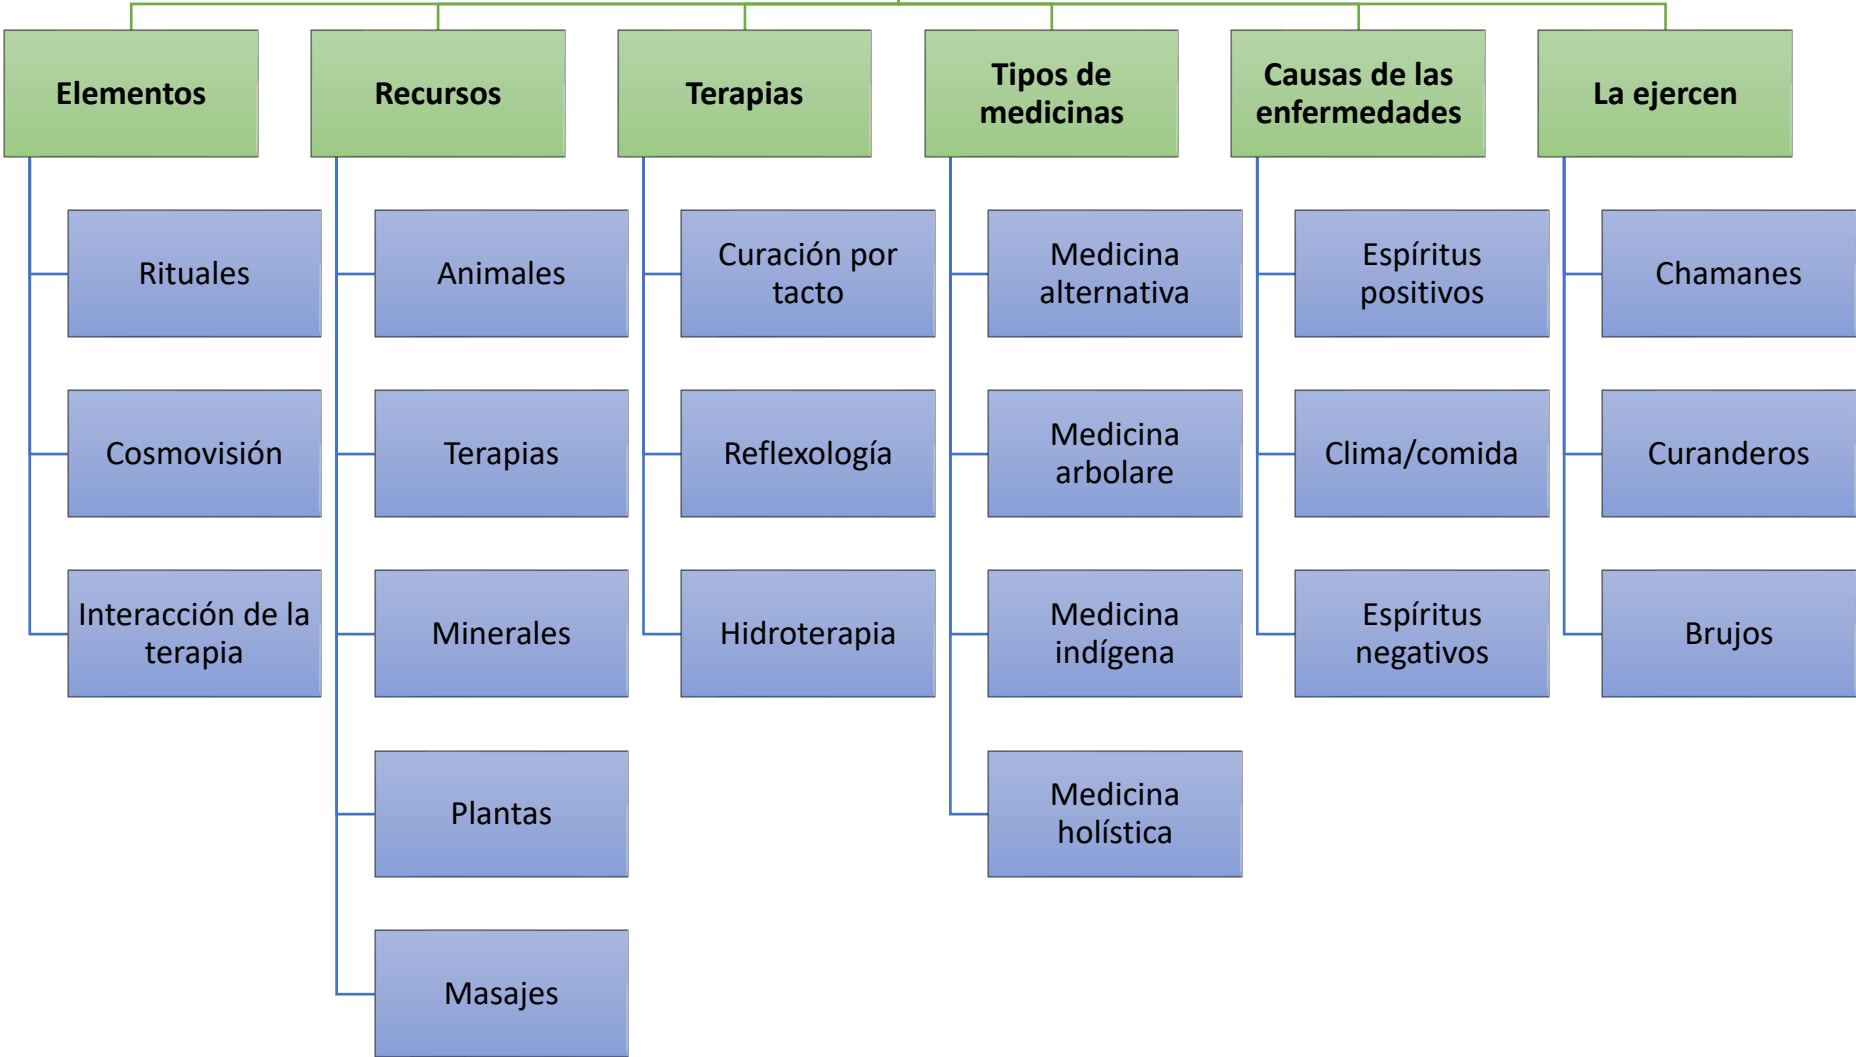 Elementos
Recursos
Terapias
Tipos de
medicinas
Causas de las
enfermedades
La ejercen
Rituales
Animales
Curación por
tacto
Medicina
alternativa
Espíritus
positivos
Chamanes
Cosmovisión
Terapias
Reflexología
Medicina
arbolare
Clima/comida
Curanderos
Interacción de la
terapia
Minerales
Hidroterapia
Medicina
indígena
Espíritus
negativos
Brujos
Plantas
Medicina
holística
Masajes